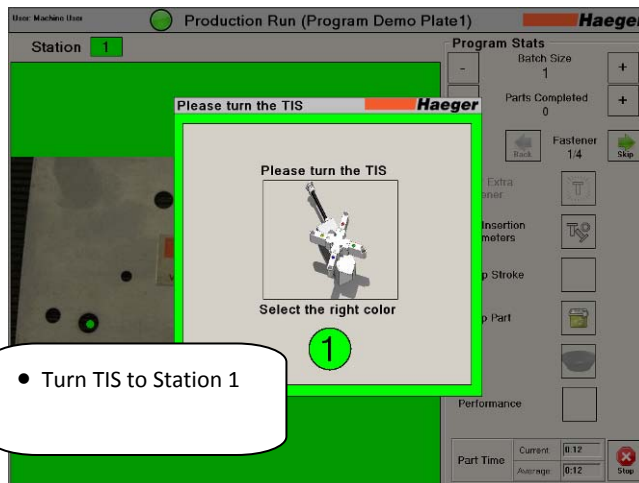 User: Machine User
Production Run (Program Demo Plate1)
Haeger
Station 1
Program Stats
Batch Size
-
1
+
Parts Completed
0
+
Back
Fastener
1/4
Skip
Extra
Insertion
Stroke
Part
Performance
Part Time
Current
0:12
Average
0:12
Stop
Please turn the TIS
Haeger
Please turn the TIS
Select the right color
1
• Turn TIS to Station 1